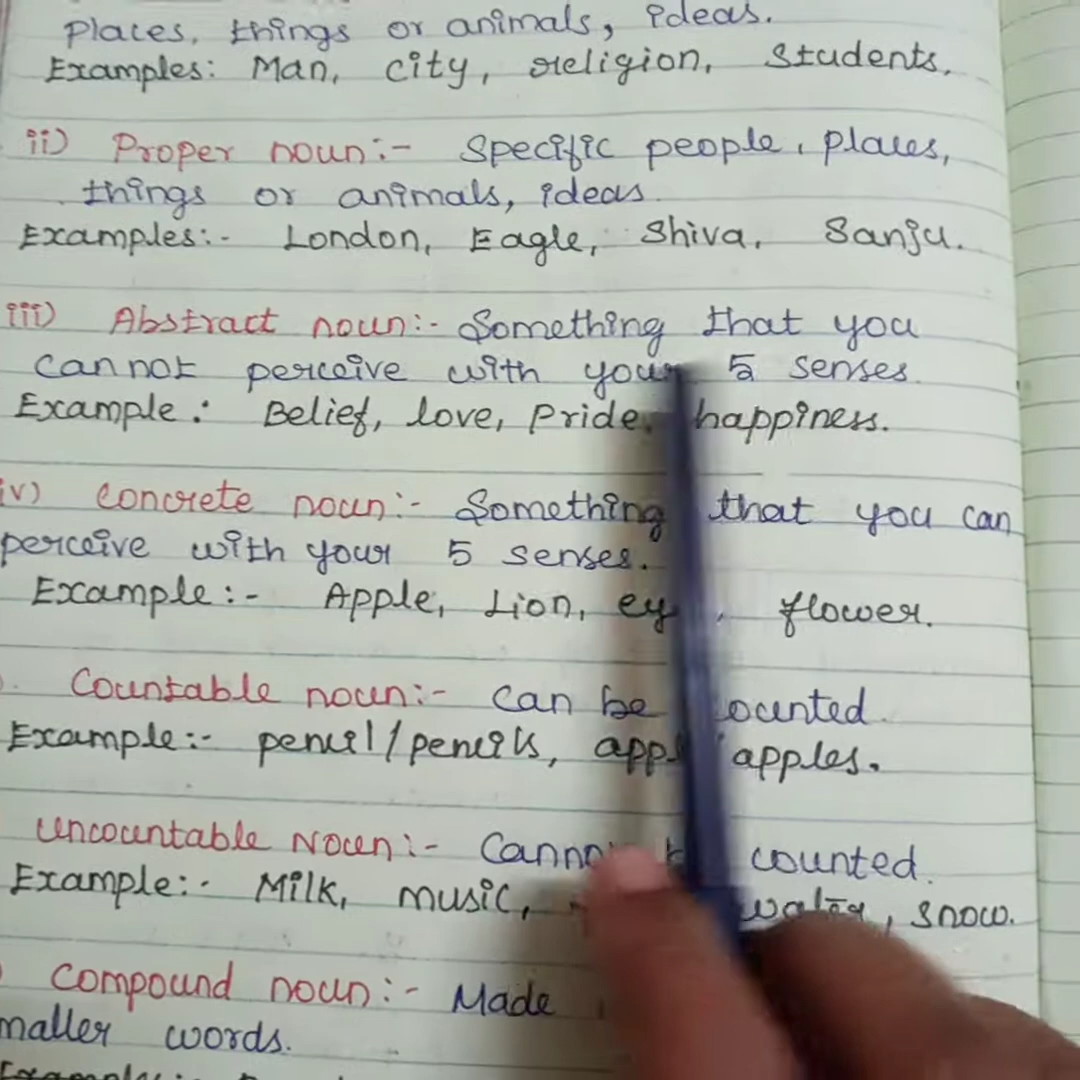 places, things or animals, ideas.
Examples: Man, city, religion, Students.
ii) Proper noun:- Specific people, places,
things or animals, ideas.
Examples:- London, Eagle, Shiva, Sanju.
iii) Abstract noun:- Something that you
cannot perceive with your 5 senses.
Example: Belief, love, Pride, happiness.
iv) concrete noun:- Something that you can
perceive with your 5 senses.
Example:- Apple, Lion, flower.
Countable noun:- can be counted.
Example:- pencil/pencils, apples.
Uncountable Noun:- counted.
Example:- Milk, music, water, snow.
Compound noun:- Made
words.